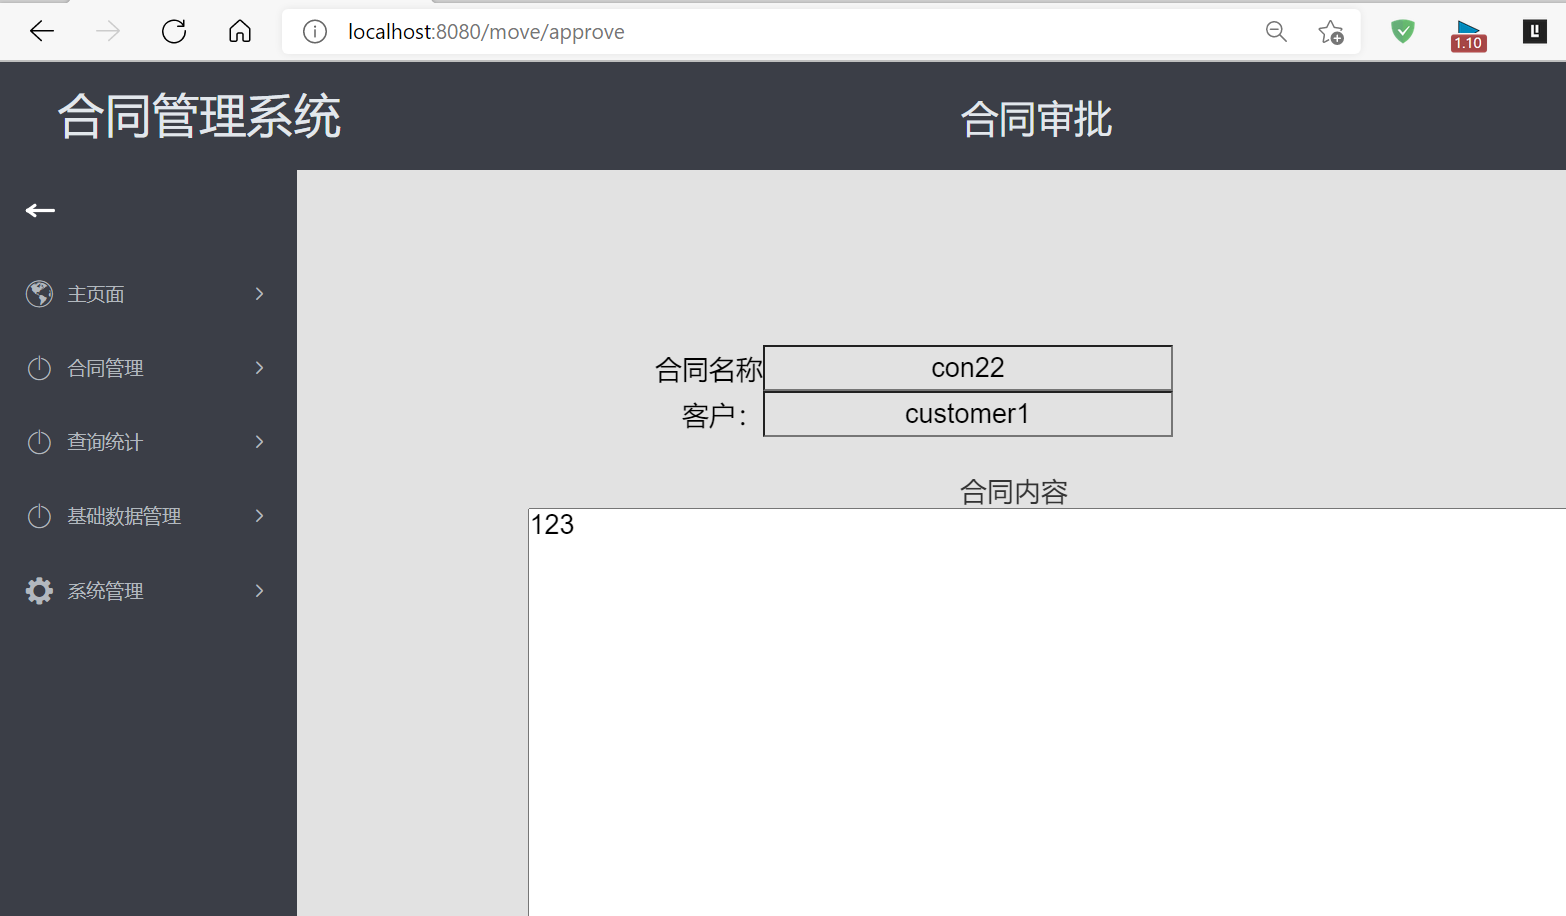 localhost:8080/move/approve
1.10
合同管理系统
合同审批
主页面
合同管理
查询统计
基础数据管理
系统管理
合同名称 con22
客户： customer1
合同内容
123